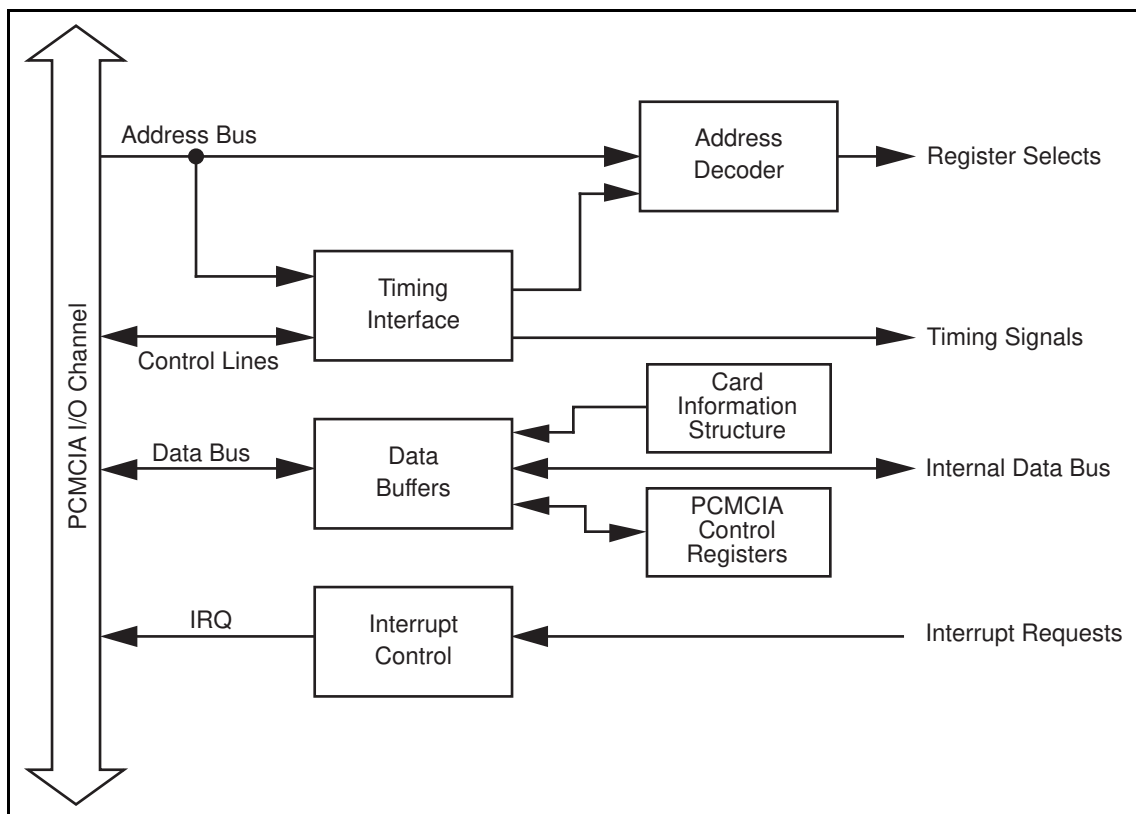 PCMCIA I/O Channel
Address Bus
Address
Decoder
Register Selects
Timing
Interface
Control Lines
Timing Signals
Card
Information
Structure
Data Bus
Data
Buffers
Internal Data Bus
PCMCIA
Control
Registers
IRQ
Interrupt
Control
Interrupt Requests